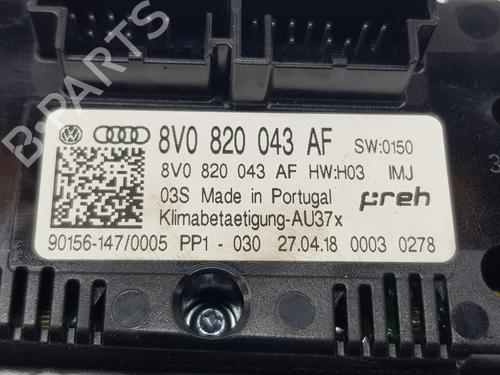 8V0 820 043 AF SW:0150
8V0 820 043 AF HW:H03 IMJ
03S Made in Portugal preh
Klimabetaetigung-AU37x
90156-147/0005 PP1 - 030 27.04.18 0003 0278
B-PARTS